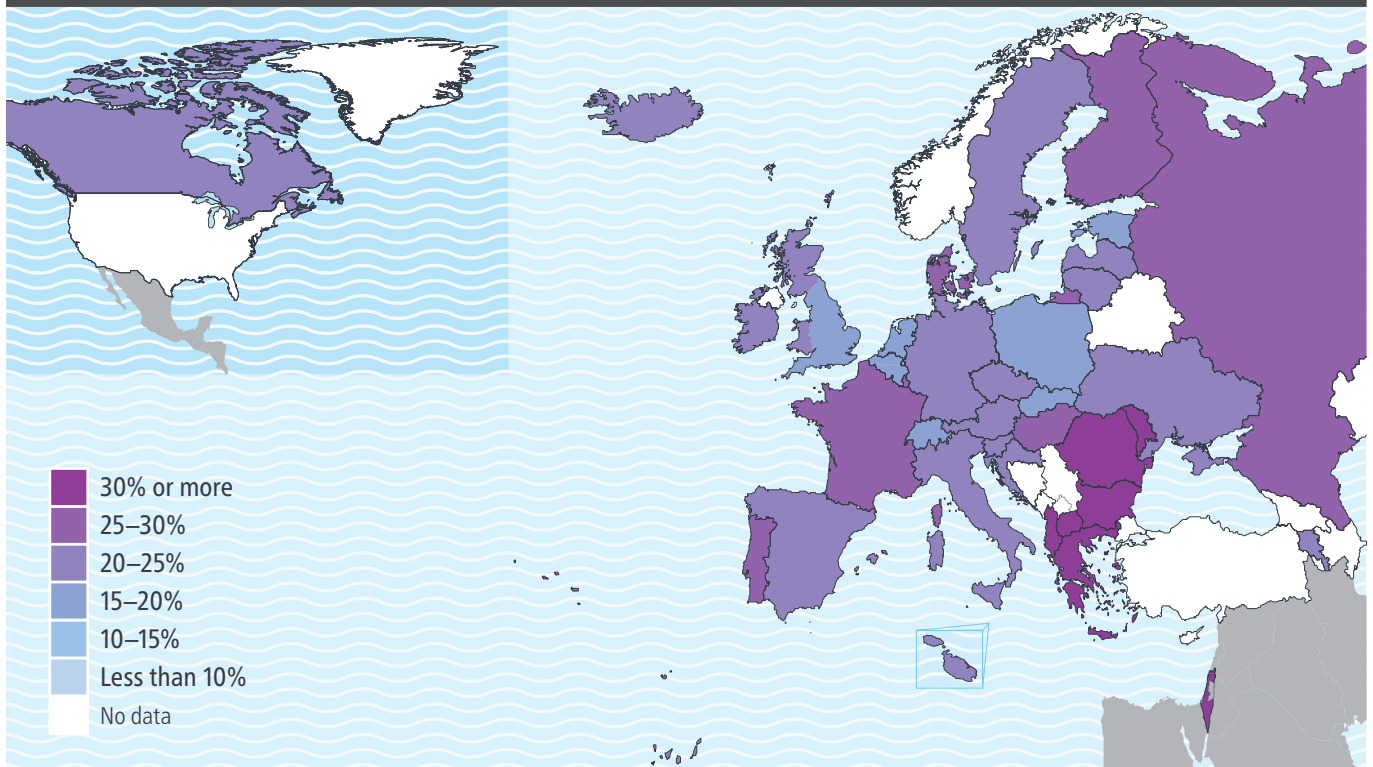 30% or more
25–30%
20–25%
15–20%
10–15%
Less than 10%
No data